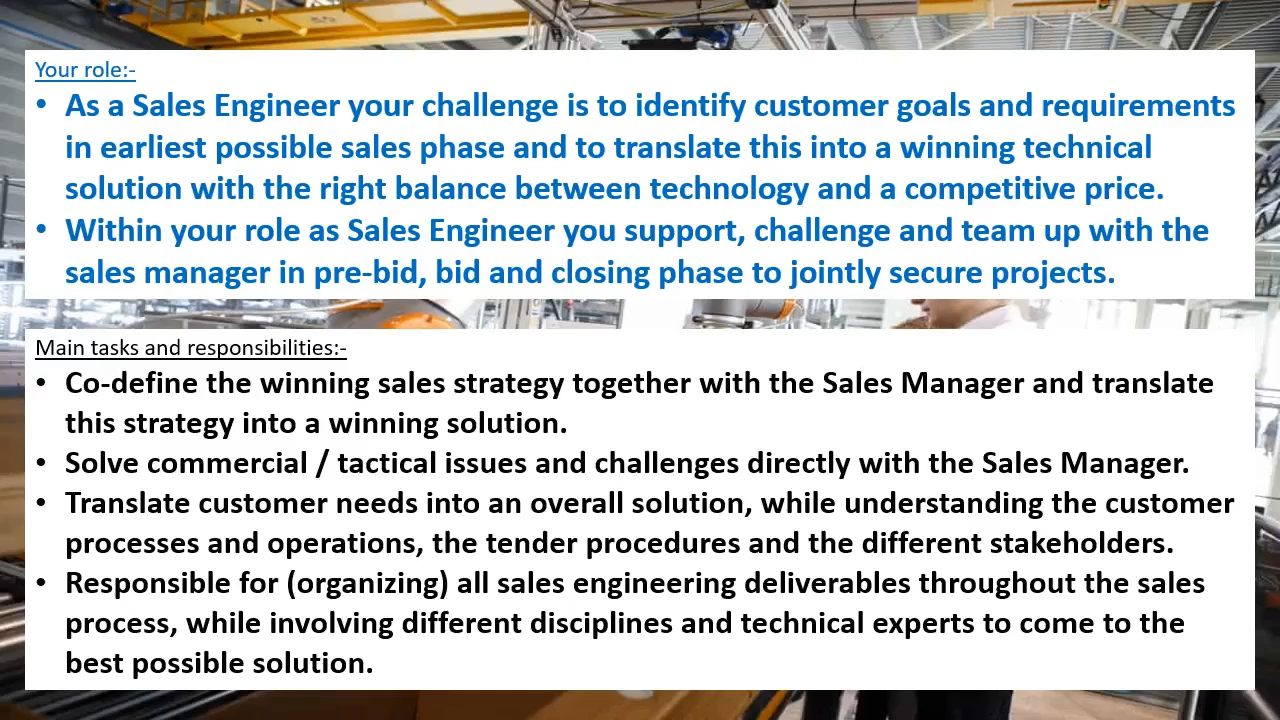 Your role:-
• As a Sales Engineer your challenge is to identify customer goals and requirements
in earliest possible sales phase and to translate this into a winning technical
solution with the right balance between technology and a competitive price.
• Within your role as Sales Engineer you support, challenge and team up with the
sales manager in pre-bid, bid and closing phase to jointly secure projects.
Main tasks and responsibilities:-
• Co-define the winning sales strategy together with the Sales Manager and translate
this strategy into a winning solution.
• Solve commercial / tactical issues and challenges directly with the Sales Manager.
• Translate customer needs into an overall solution, while understanding the customer
processes and operations, the tender procedures and the different stakeholders.
• Responsible for (organizing) all sales engineering deliverables throughout the sales
process, while involving different disciplines and technical experts to come to the
best possible solution.